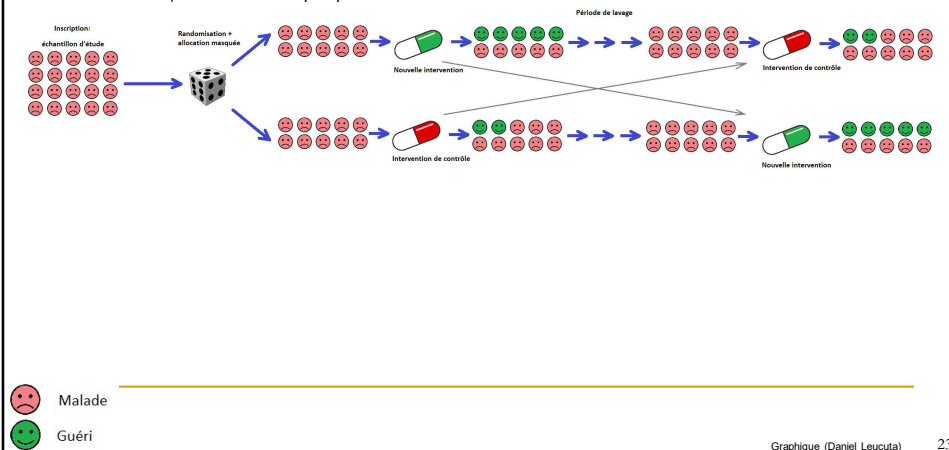 Période de lavage
Inscription:
échantillon d'étude
Randomisation +
allocation masquée
Nouvelle intervention
Intervention de contrôle
Intervention de contrôle
Nouvelle intervention
Malade
Guéri
Graphique (Daniel Leucuta)
23